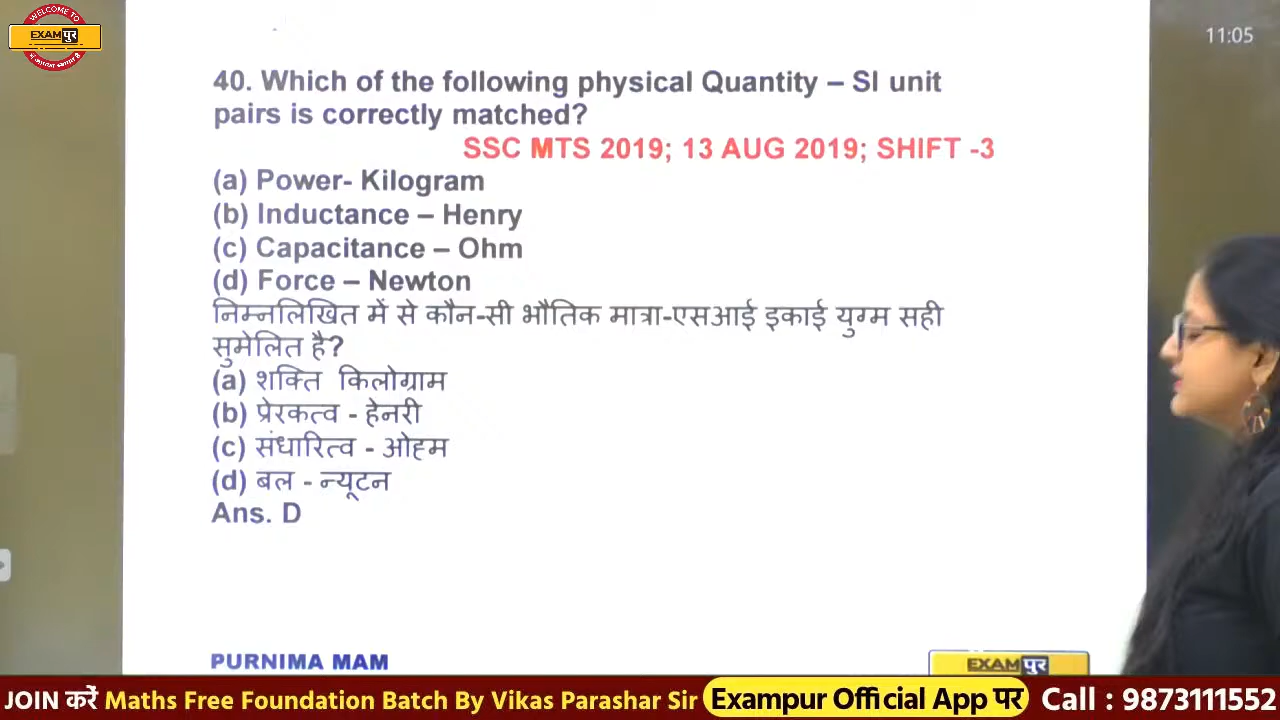 WELCOME TO
EXAMपुर
11:05
40. Which of the following physical Quantity – SI unit
pairs is correctly matched?
SSC MTS 2019; 13 AUG 2019; SHIFT -3
(a) Power- Kilogram
(b) Inductance – Henry
(c) Capacitance – Ohm
(d) Force – Newton
निम्नलिखित में से कौन-सी भौतिक मात्रा-एसआई इकाई युग्म सही
सुमेलित है?
(a) शक्ति किलोग्राम
(b) प्रेरकत्व - हेनरी
(c) संधारित्व - ओह्म
(d) बल - न्यूटन
Ans. D
PURNIMA MAM
EXAMपुर
JOIN करें Maths Free Foundation Batch By Vikas Parashar Sir Exampur Official App पर Call : 9873111552